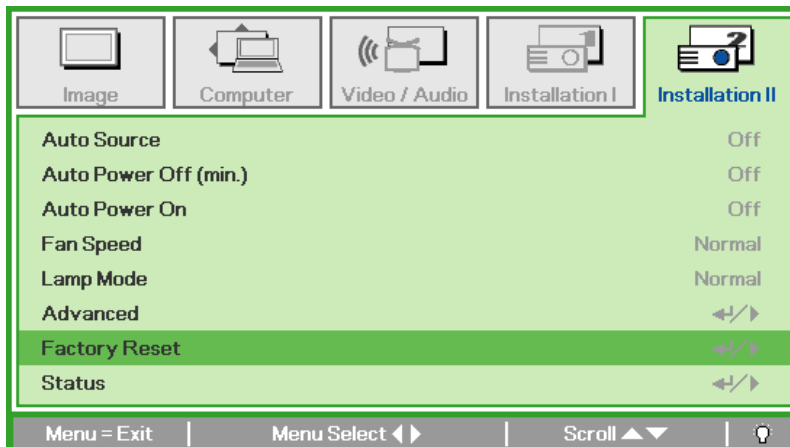 Image
Computer
Video / Audio
Installation I
Installation II
Auto Source Off
Auto Power Off (min.) Off
Auto Power On Off
Fan Speed Normal
Lamp Mode Normal
Advanced
Factory Reset
Status
Menu = Exit Menu Select Scroll